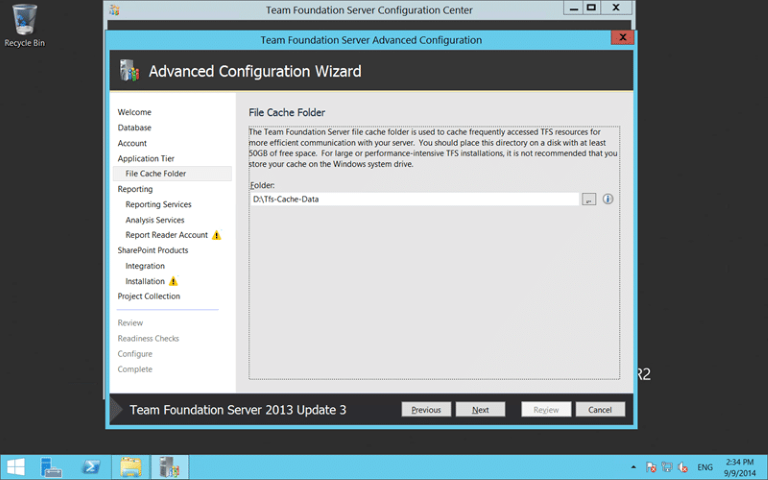 Team Foundation Server Configuration Center
Recycle Bin
Team Foundation Server Advanced Configuration
Advanced Configuration Wizard
Welcome
Database
Account
Application Tier
File Cache Folder
Reporting
Reporting Services
Analysis Services
Report Reader Account
SharePoint Products
Integration
Installation
Project Collection
Review
Readiness Checks
Configure
Complete
File Cache Folder
The Team Foundation Server file cache folder is used to cache frequently accessed TFS resources for
more efficient communication with your server. You should place this directory on a disk with at least
50GB of free space. For large or performance-intensive TFS installations, it is not recommended that you
store your cache on the Windows system drive.
Folder:
D:\Tfs-Cache-Data
...
R2
Team Foundation Server 2013 Update 3
Previous
Next
Review
Cancel
ENG
2:34 PM
9/9/2014